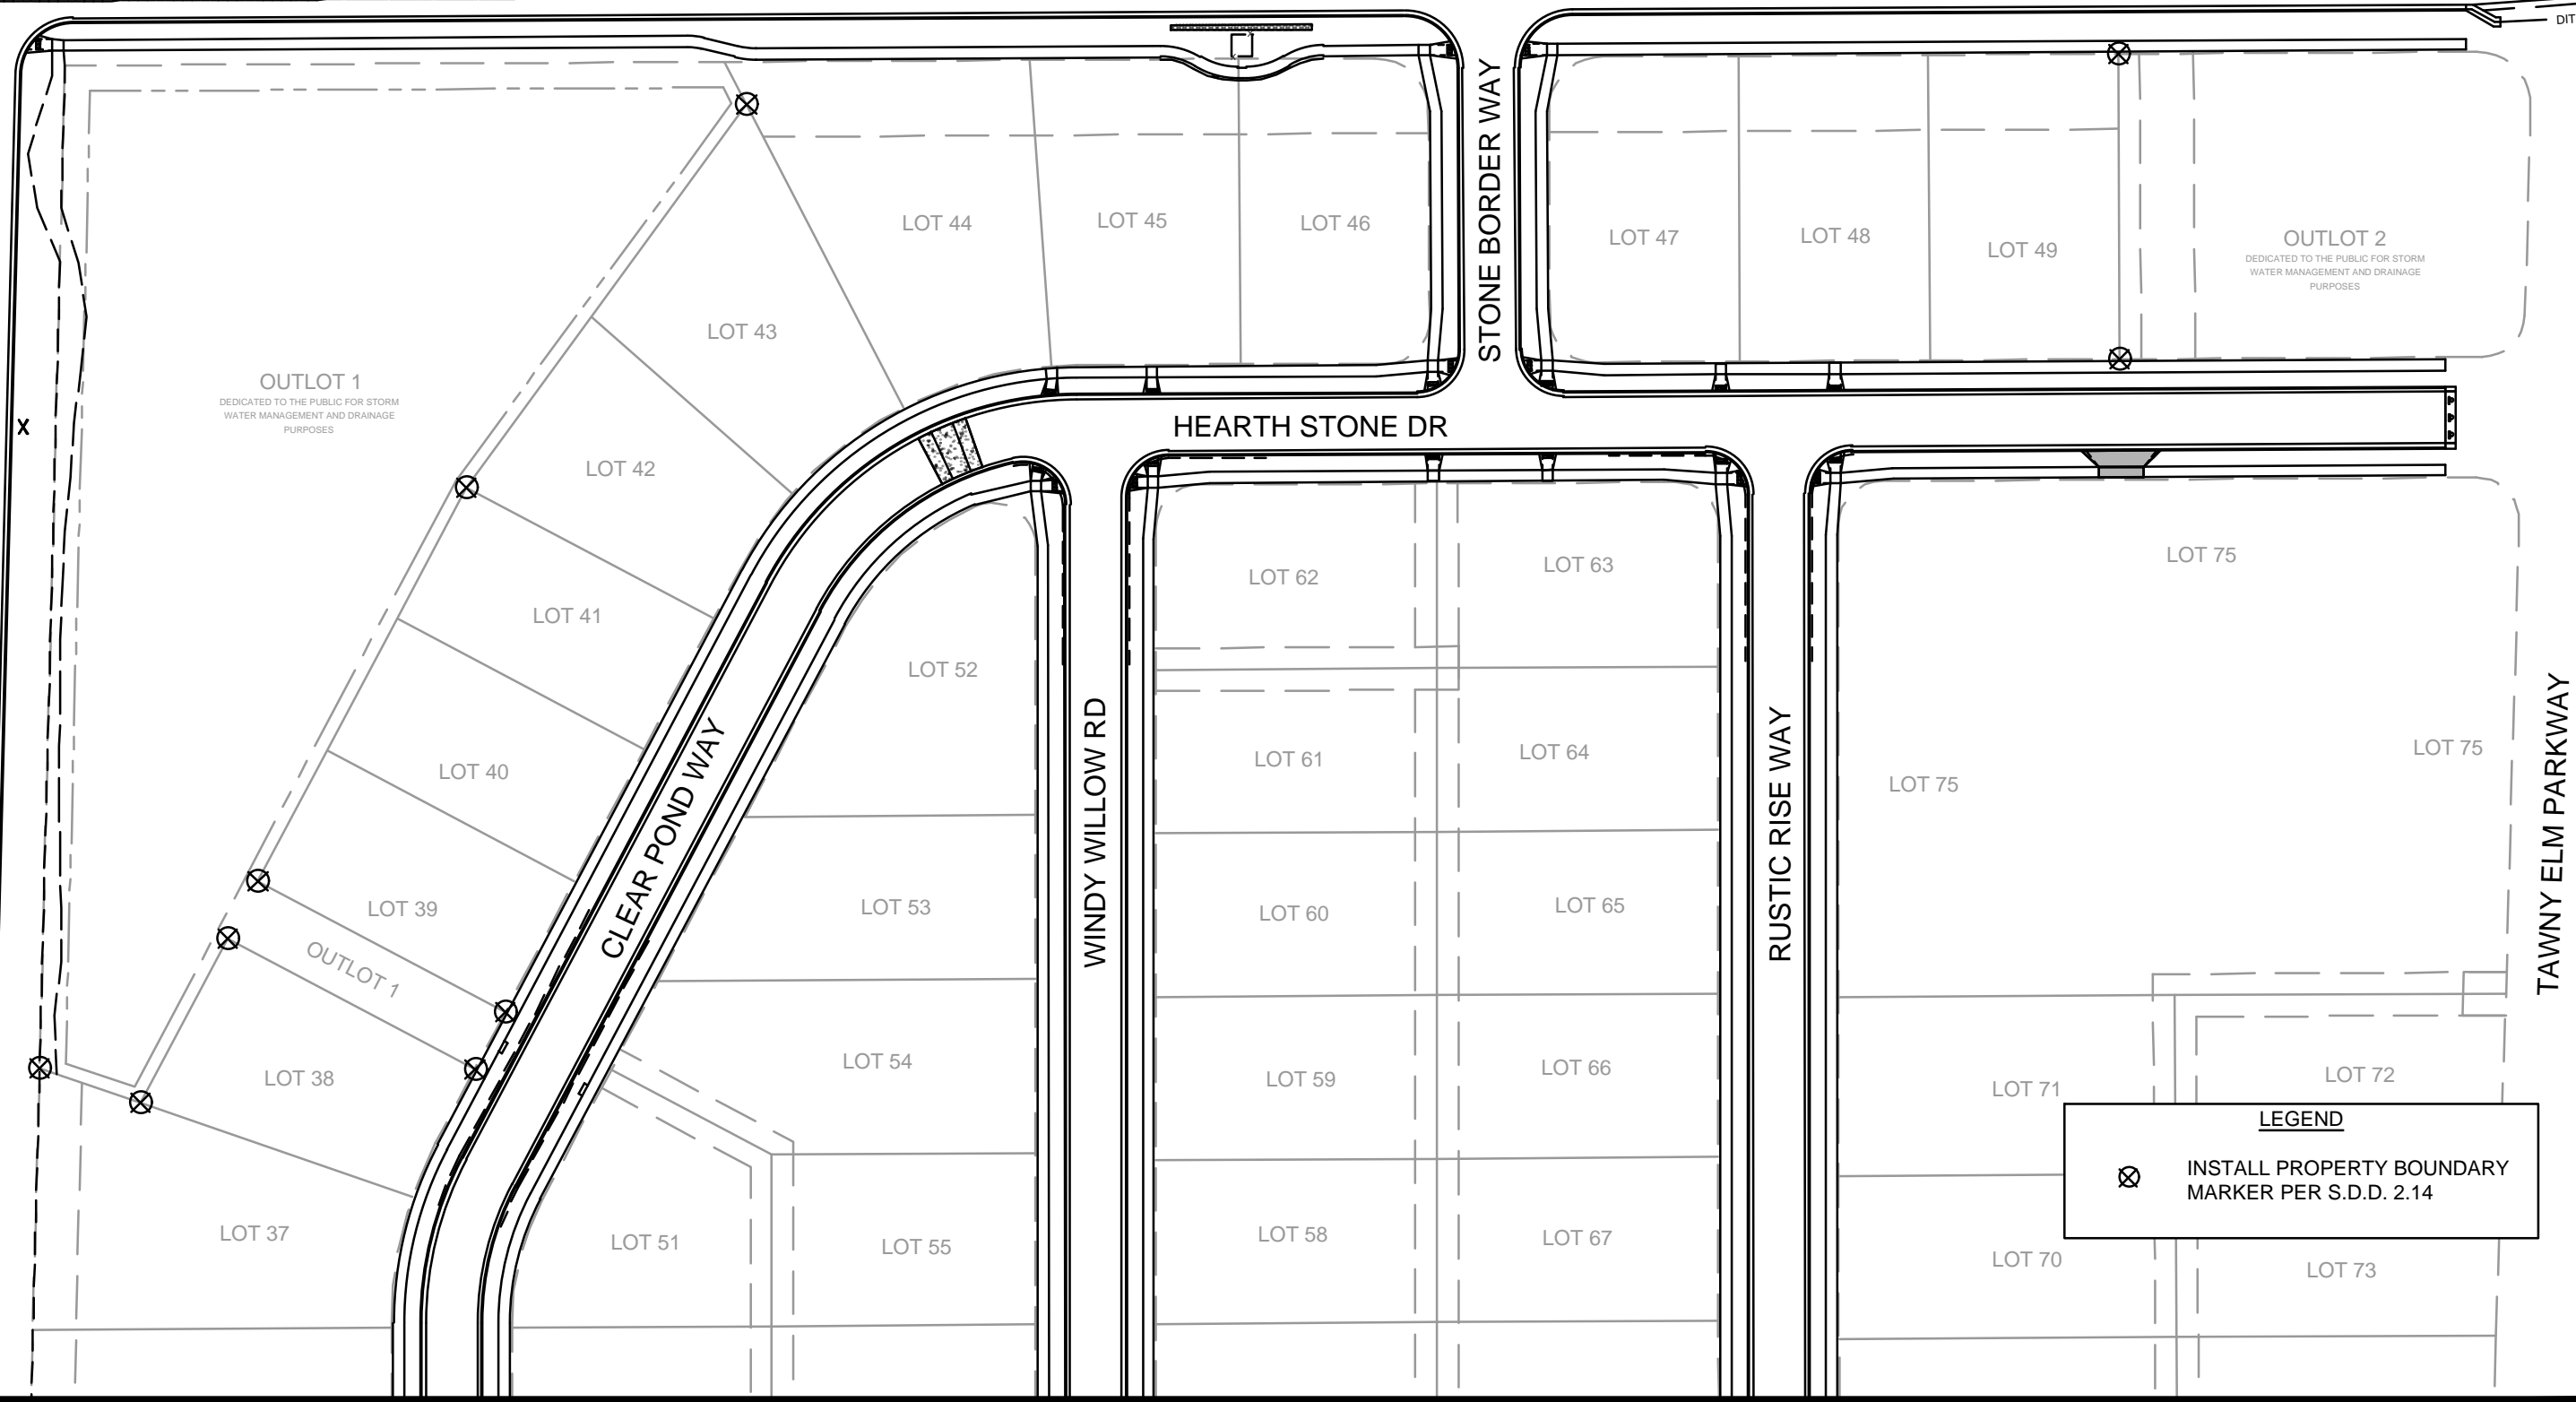 DIT
STONE BORDER WAY
LOT 44
LOT 45
LOT 46
LOT 47
LOT 48
LOT 49
OUTLOT 2
DEDICATED TO THE PUBLIC FOR STORM
WATER MANAGEMENT AND DRAINAGE
PURPOSES
LOT 43
OUTLOT 1
DEDICATED TO THE PUBLIC FOR STORM
WATER MANAGEMENT AND DRAINAGE
PURPOSES
X
HEARTH STONE DR
LOT 42
LOT 41
LOT 40
LOT 39
OUTLOT 1
LOT 38
LOT 37
CLEAR POND WAY
LOT 52
LOT 53
LOT 54
LOT 51
LOT 55
WINDY WILLOW RD
LOT 62
LOT 63
LOT 61
LOT 64
LOT 60
LOT 65
LOT 59
LOT 66
LOT 58
LOT 67
RUSTIC RISE WAY
LOT 75
LOT 75
LOT 75
TAWNY ELM PARKWAY
LOT 71
LOT 72
LOT 70
LOT 73
LEGEND
INSTALL PROPERTY BOUNDARY
MARKER PER S.D.D. 2.14